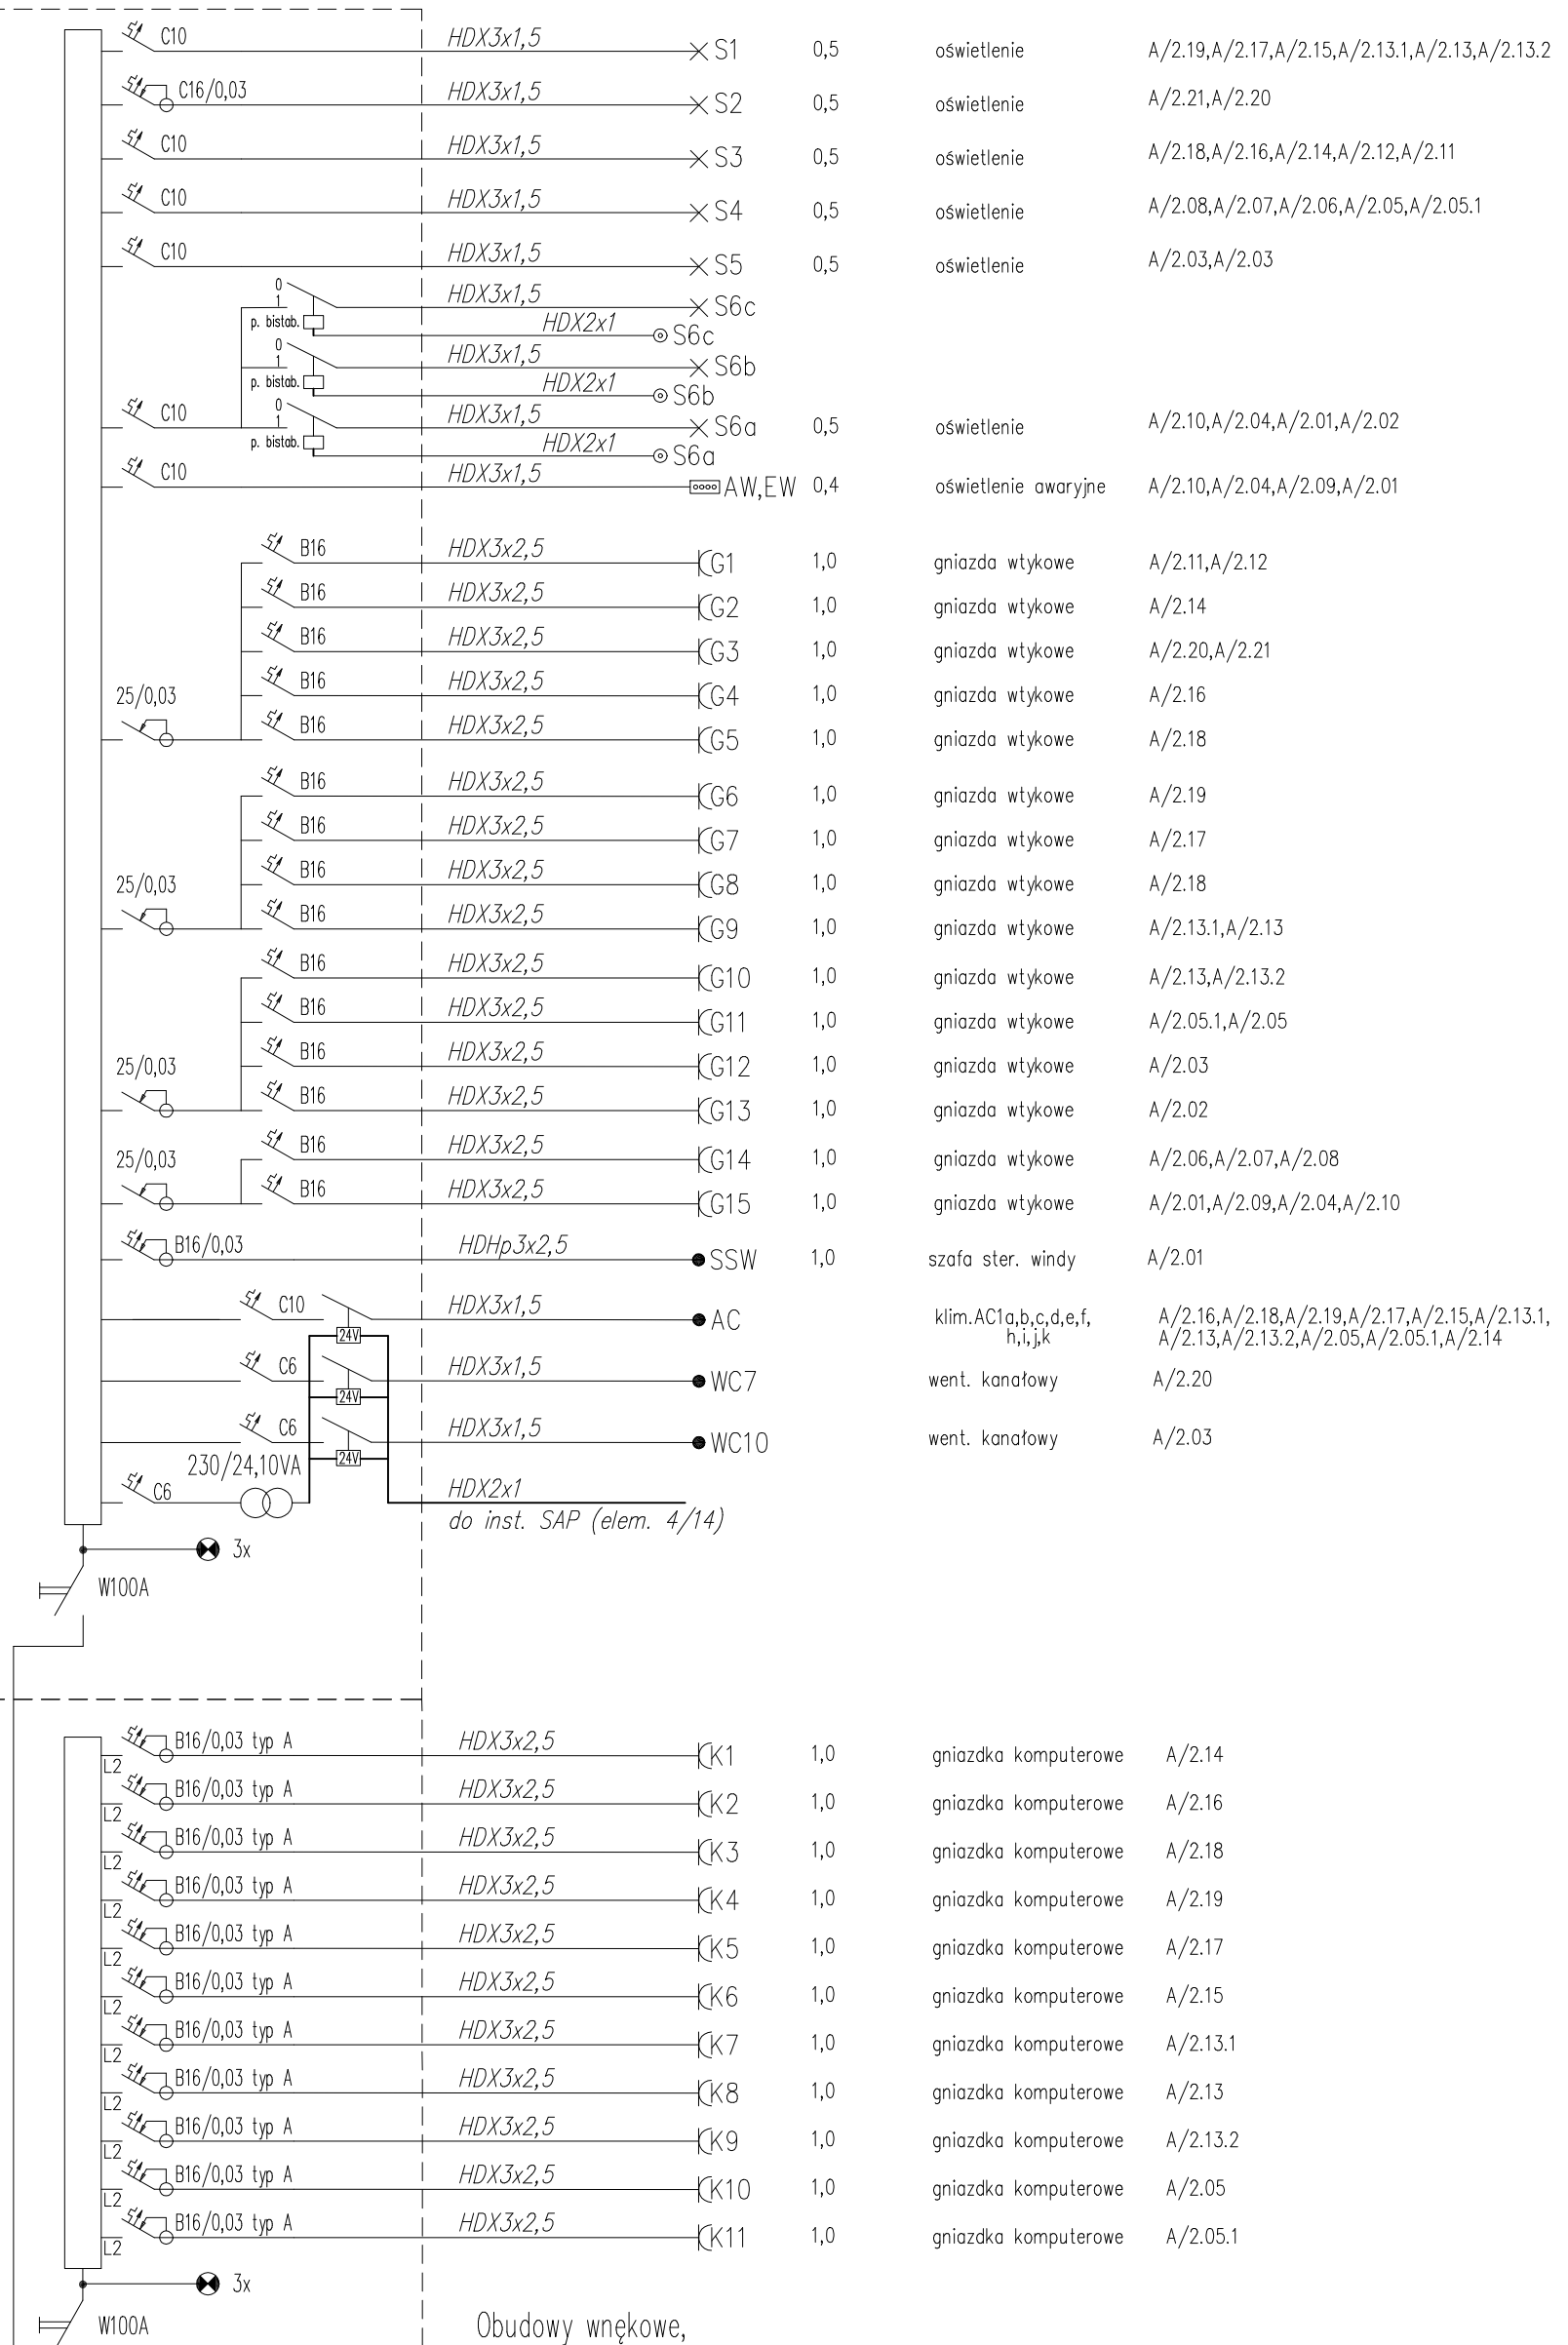 C10 HDX3x1,5 S1 0,5 oświetlenie A/2.19,A/2.17,A/2.15,A/2.13.1,A/2.13,A/2.13.2
C16/0,03 HDX3x1,5 S2 0,5 oświetlenie A/2.21,A/2.20
C10 HDX3x1,5 S3 0,5 oświetlenie A/2.18,A/2.16,A/2.14,A/2.12,A/2.11
C10 HDX3x1,5 S4 0,5 oświetlenie A/2.08,A/2.07,A/2.06,A/2.05,A/2.05.1
C10 HDX3x1,5 S5 0,5 oświetlenie A/2.03,A/2.03
0
1 HDX3x1,5 S6c
p. bistab. HDX2x1 S6c
0
1 HDX3x1,5 S6b
p. bistab. HDX2x1 S6b
0
C10 1 HDX3x1,5 S6a 0,5 oświetlenie A/2.10,A/2.04,A/2.01,A/2.02
p. bistab. HDX2x1 S6a
C10 HDX3x1,5 AW,EW 0,4 oświetlenie awaryjne A/2.10,A/2.04,A/2.09,A/2.01
B16 HDX3x2,5 G1 1,0 gniazda wtykowe A/2.11,A/2.12
B16 HDX3x2,5 G2 1,0 gniazda wtykowe A/2.14
B16 HDX3x2,5 G3 1,0 gniazda wtykowe A/2.20,A/2.21
25/0,03 B16 HDX3x2,5 G4 1,0 gniazda wtykowe A/2.16
B16 HDX3x2,5 G5 1,0 gniazda wtykowe A/2.18
B16 HDX3x2,5 G6 1,0 gniazda wtykowe A/2.19
B16 HDX3x2,5 G7 1,0 gniazda wtykowe A/2.17
25/0,03 B16 HDX3x2,5 G8 1,0 gniazda wtykowe A/2.18
B16 HDX3x2,5 G9 1,0 gniazda wtykowe A/2.13.1,A/2.13
B16 HDX3x2,5 G10 1,0 gniazda wtykowe A/2.13,A/2.13.2
B16 HDX3x2,5 G11 1,0 gniazda wtykowe A/2.05.1,A/2.05
25/0,03 B16 HDX3x2,5 G12 1,0 gniazda wtykowe A/2.03
B16 HDX3x2,5 G13 1,0 gniazda wtykowe A/2.02
25/0,03 B16 HDX3x2,5 G14 1,0 gniazda wtykowe A/2.06,A/2.07,A/2.08
B16 HDX3x2,5 G15 1,0 gniazda wtykowe A/2.01,A/2.09,A/2.04,A/2.10
B16/0,03 HDHp3x2,5 SSW 1,0 szafa ster. windy A/2.01
C10 HDX3x1,5 AC klim.AC1a,b,c,d,e,f, A/2.16,A/2.18,A/2.19,A/2.17,A/2.15,A/2.13.1,
24V h,i,j,k A/2.13,A/2.13.2,A/2.05,A/2.05.1,A/2.14
C6 HDX3x1,5 WC7 went. kanałowy A/2.20
24V
C6 HDX3x1,5 WC10 went. kanałowy A/2.03
24V
230/24,10VA
C6 HDX2x1
do inst. SAP (elem. 4/14)
3x
W100A
B16/0,03 typ A HDX3x2,5 K1 1,0 gniazdka komputerowe A/2.14
L2
B16/0,03 typ A HDX3x2,5 K2 1,0 gniazdka komputerowe A/2.16
L2
B16/0,03 typ A HDX3x2,5 K3 1,0 gniazdka komputerowe A/2.18
L2
B16/0,03 typ A HDX3x2,5 K4 1,0 gniazdka komputerowe A/2.19
L2
B16/0,03 typ A HDX3x2,5 K5 1,0 gniazdka komputerowe A/2.17
L2
B16/0,03 typ A HDX3x2,5 K6 1,0 gniazdka komputerowe A/2.15
L2
B16/0,03 typ A HDX3x2,5 K7 1,0 gniazdka komputerowe A/2.13.1
L2
B16/0,03 typ A HDX3x2,5 K8 1,0 gniazdka komputerowe A/2.13
L2
B16/0,03 typ A HDX3x2,5 K9 1,0 gniazdka komputerowe A/2.13.2
L2
B16/0,03 typ A HDX3x2,5 K10 1,0 gniazdka komputerowe A/2.05
L2
B16/0,03 typ A HDX3x2,5 K11 1,0 gniazdka komputerowe A/2.05.1
L2
3x
W100A
Obudowy wnękowe,